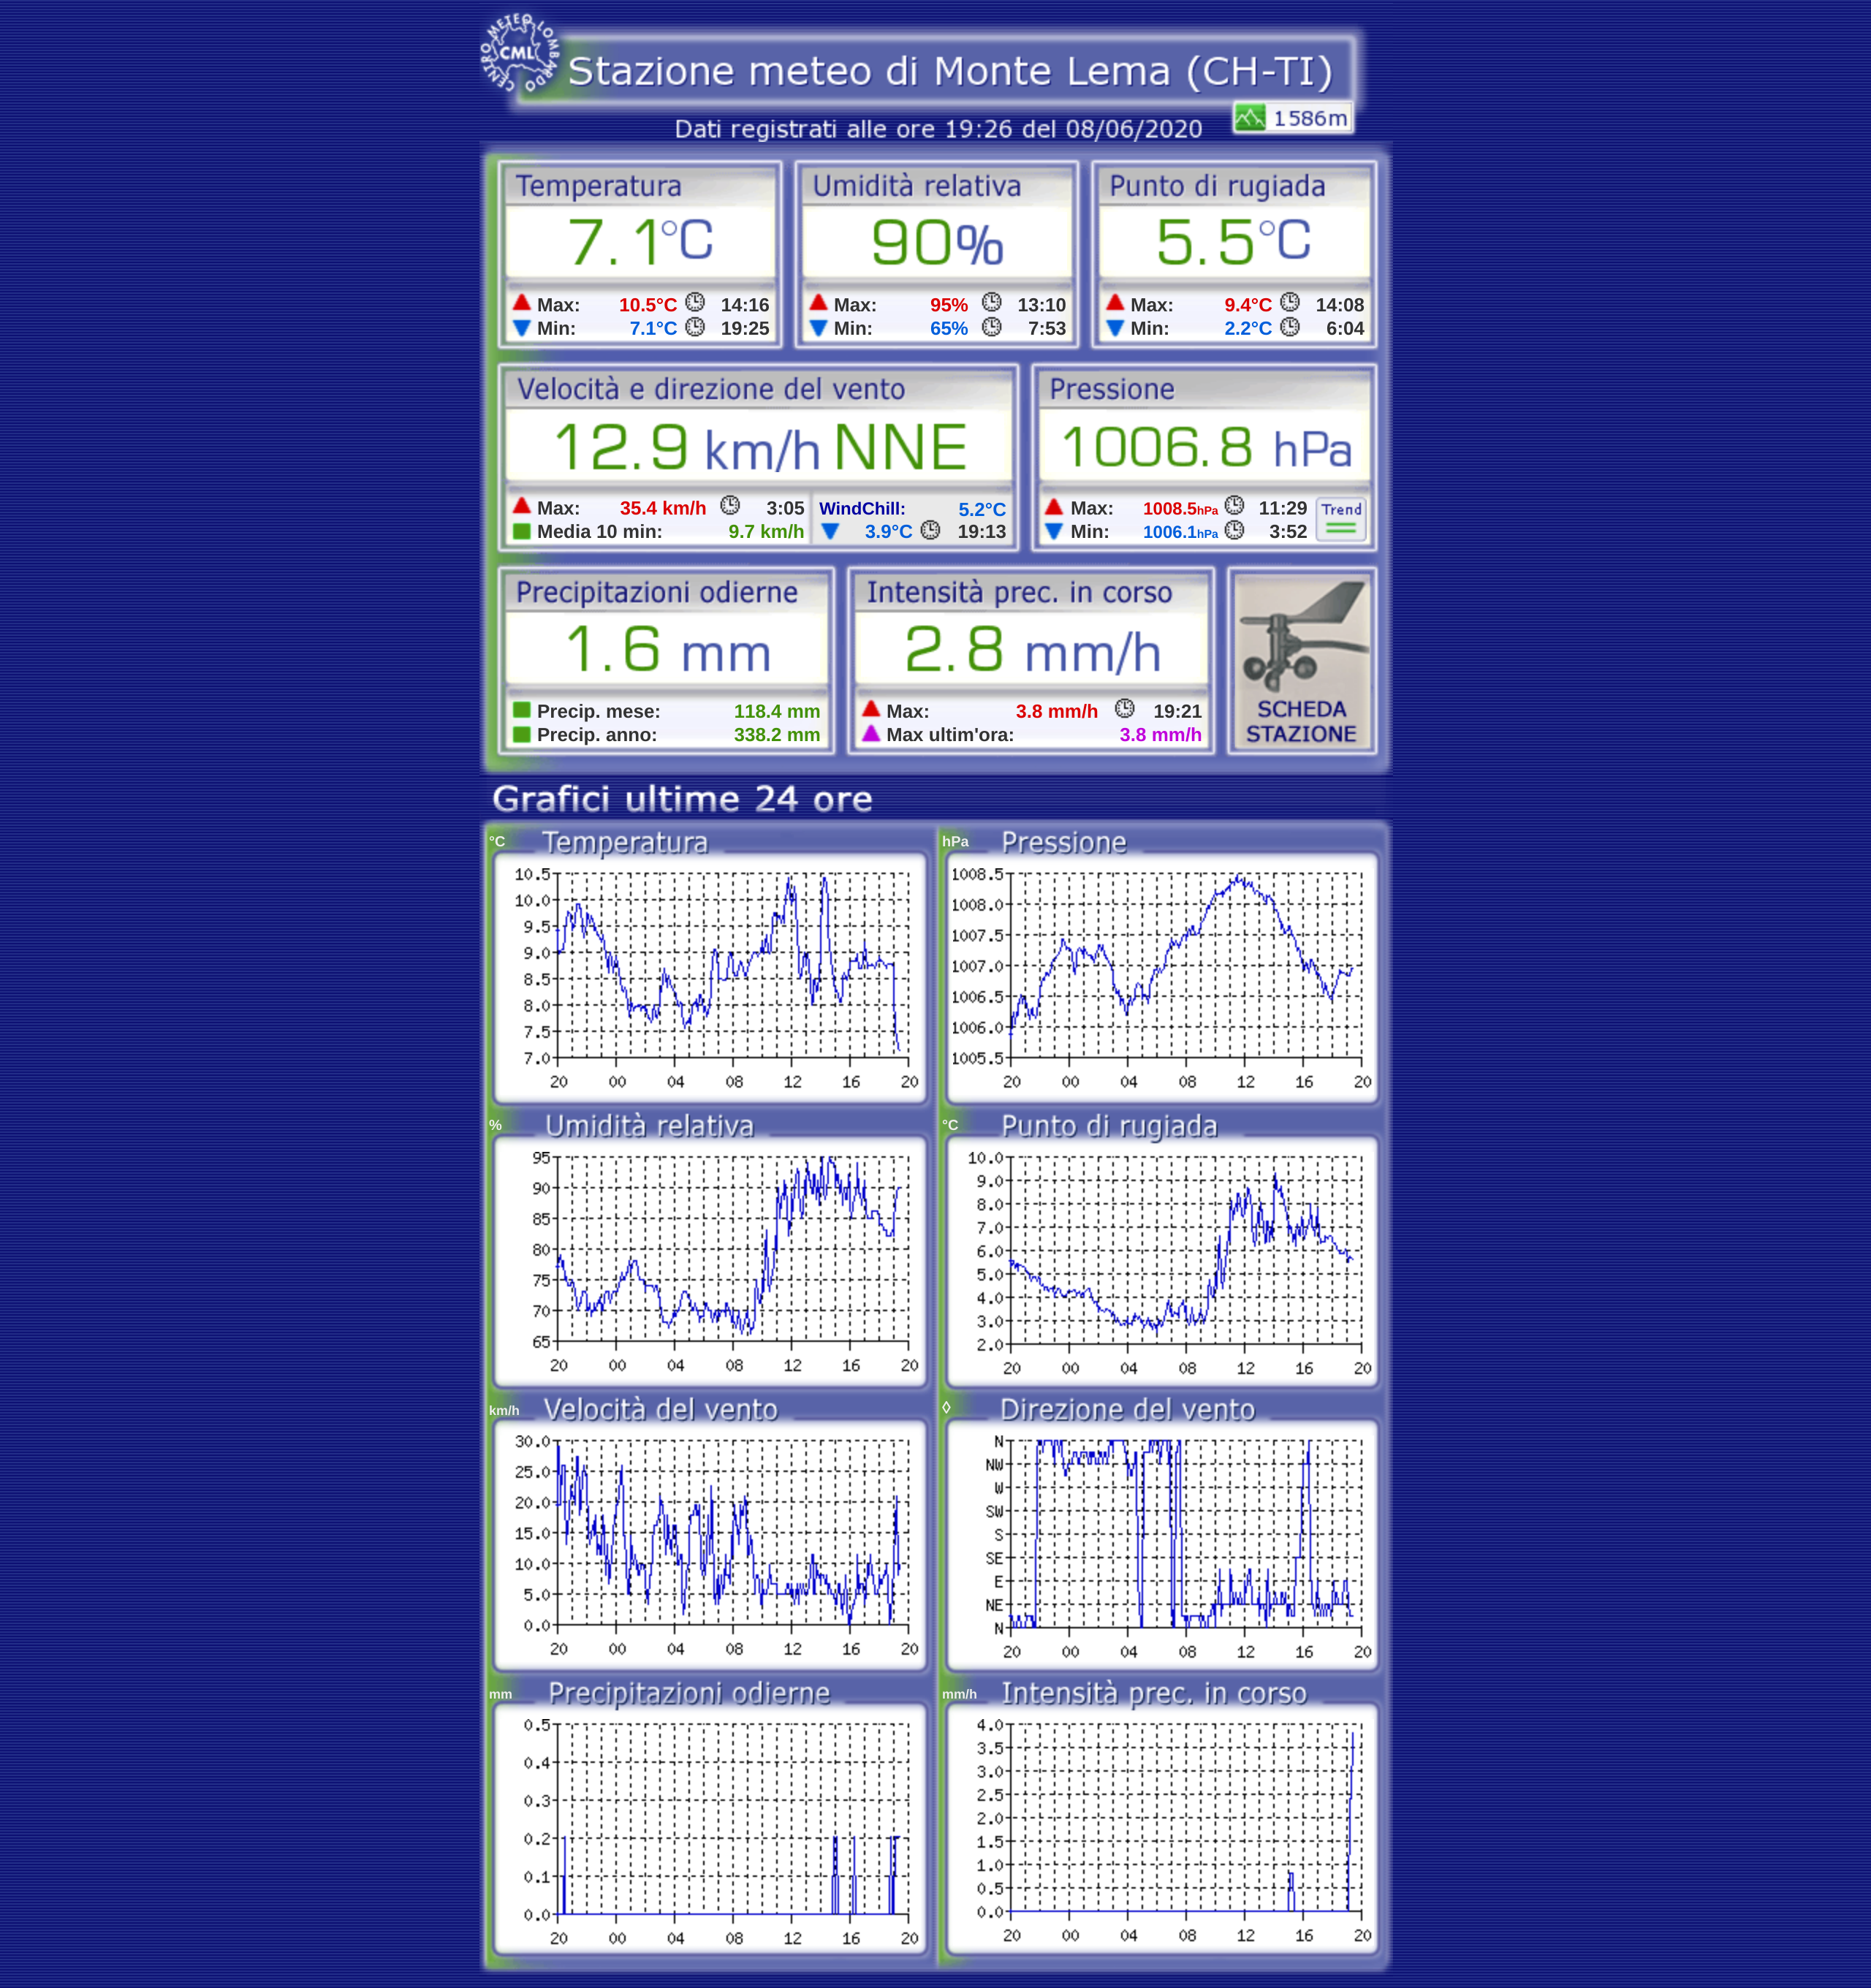 CENTRO METEO LOMBARDO
CML
Stazione meteo di Monte Lema (CH-TI)
1586m
Dati registrati alle ore 19:26 del 08/06/2020
Temperatura
7.1°C
Max: 10.5°C 14:16
Min: 7.1°C 19:25
Umidità relativa
90%
Max: 95% 13:10
Min: 65% 7:53
Punto di rugiada
5.5°C
Max: 9.4°C 14:08
Min: 2.2°C 6:04
Velocità e direzione del vento
12.9 km/h NNE
Max: 35.4 km/h 3:05
Media 10 min: 9.7 km/h
WindChill: 5.2°C
3.9°C 19:13
Pressione
1006.8 hPa
Max: 1008.5hPa 11:29
Min: 1006.1hPa 3:52
Trend
Precipitazioni odierne
1.6 mm
Precip. mese: 118.4 mm
Precip. anno: 338.2 mm
Intensità prec. in corso
2.8 mm/h
Max: 3.8 mm/h 19:21
Max ultim'ora: 3.8 mm/h
SCHEDA
STAZIONE
Grafici ultime 24 ore
°C Temperatura
10.5
10.0
9.5
9.0
8.5
8.0
7.5
7.0
20 00 04 08 12 16 20
hPa Pressione
1008.5
1008.0
1007.5
1007.0
1006.5
1006.0
1005.5
20 00 04 08 12 16 20
% Umidità relativa
95
90
85
80
75
70
65
20 00 04 08 12 16 20
°C Punto di rugiada
10.0
9.0
8.0
7.0
6.0
5.0
4.0
3.0
2.0
20 00 04 08 12 16 20
km/h Velocità del vento
30.0
25.0
20.0
15.0
10.0
5.0
0.0
20 00 04 08 12 16 20
◊ Direzione del vento
N
NW
W
SW
S
SE
E
NE
N
20 00 04 08 12 16 20
mm Precipitazioni odierne
0.5
0.4
0.3
0.2
0.1
0.0
20 00 04 08 12 16 20
mm/h Intensità prec. in corso
4.0
3.5
3.0
2.5
2.0
1.5
1.0
0.5
0.0
20 00 04 08 12 16 20